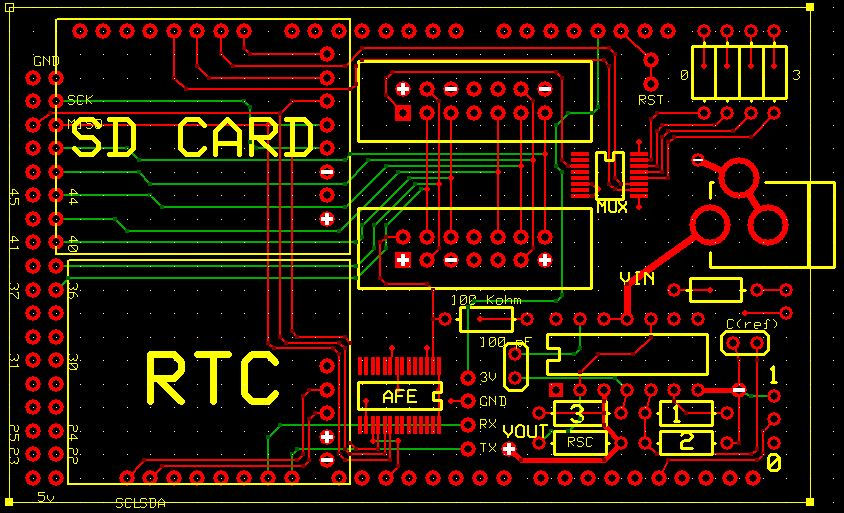 GND
SCK
MISO
SD CARD
0
3
RST
MUX
45
44
41
40
VIN
37
36
100 Kohm
C(ref)
100 pF
31
30
RTC
AFE
3V
GND
RX
TX
1
3
1
VOUT
RSC
2
0
25
23
24
22
5v
SCLSDA